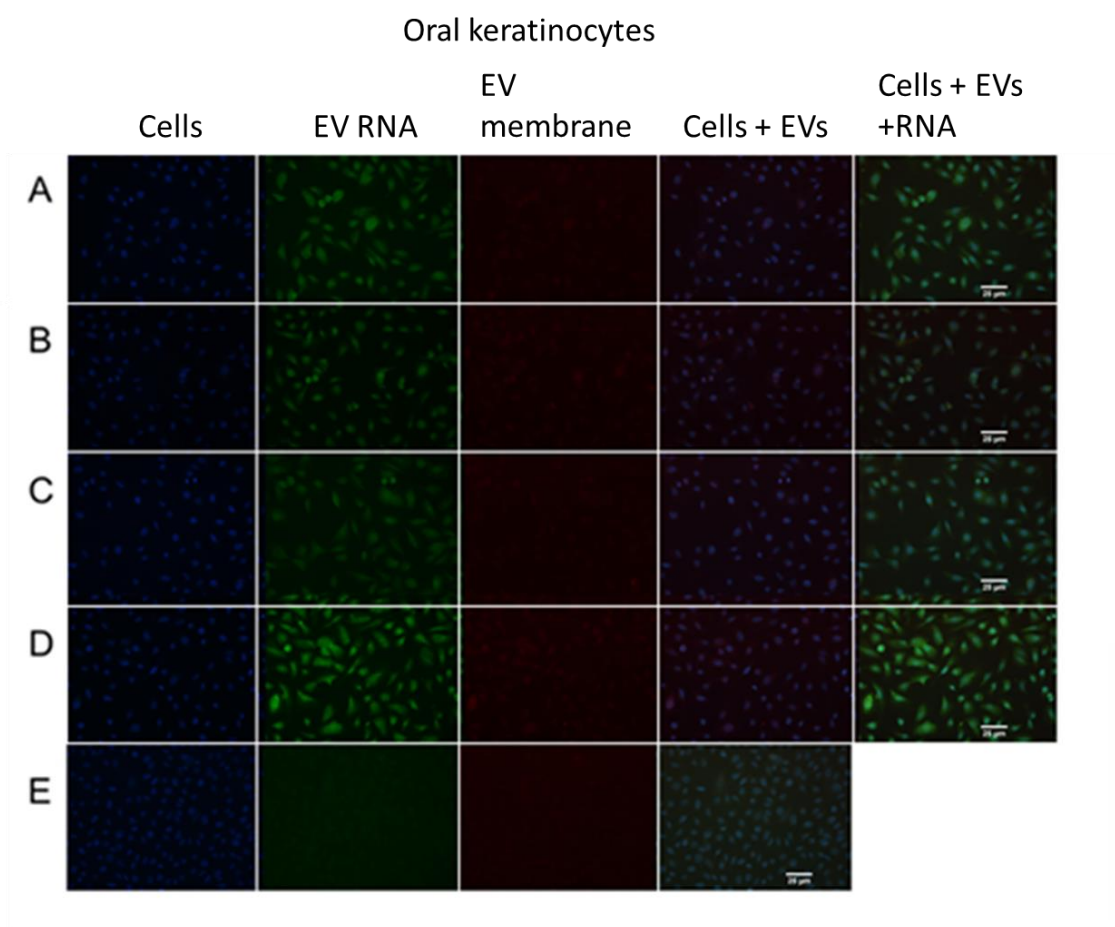 Oral keratinocytes
Cells
EV RNA
EV
membrane
Cells + EVs
Cells + EVs
+RNA
A
B
C
D
E